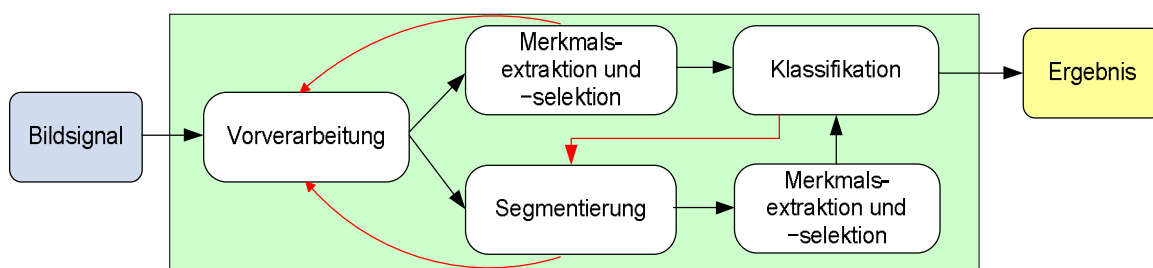 Bildsignal
Vorverarbeitung
Merkmals-
extraktion und
-selektion
Segmentierung
Klassifikation
Merkmals-
extraktion und
-selektion
Ergebnis